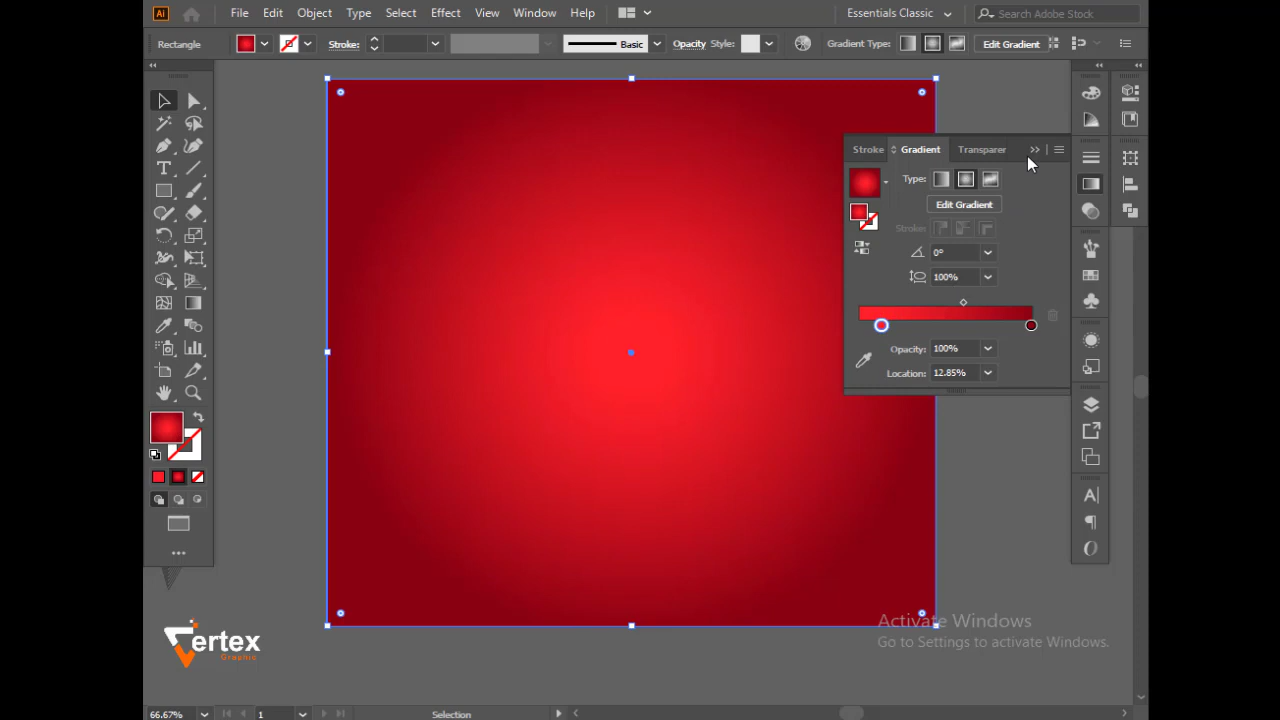 Ai File Edit Object Type Select Effect View Window Help Essentials Classic Search Adobe Stock
Rectangle Stroke: Basic Opacity Style: Gradient Type: Edit Gradient
Stroke Gradient Transparer
Type:
Edit Gradient
Stroke:
0°
100%
Opacity: 100%
Location: 12.85%
Activate Windows
Go to Settings to activate Windows.
Vertex
Graphic
66.67% 1 Selection